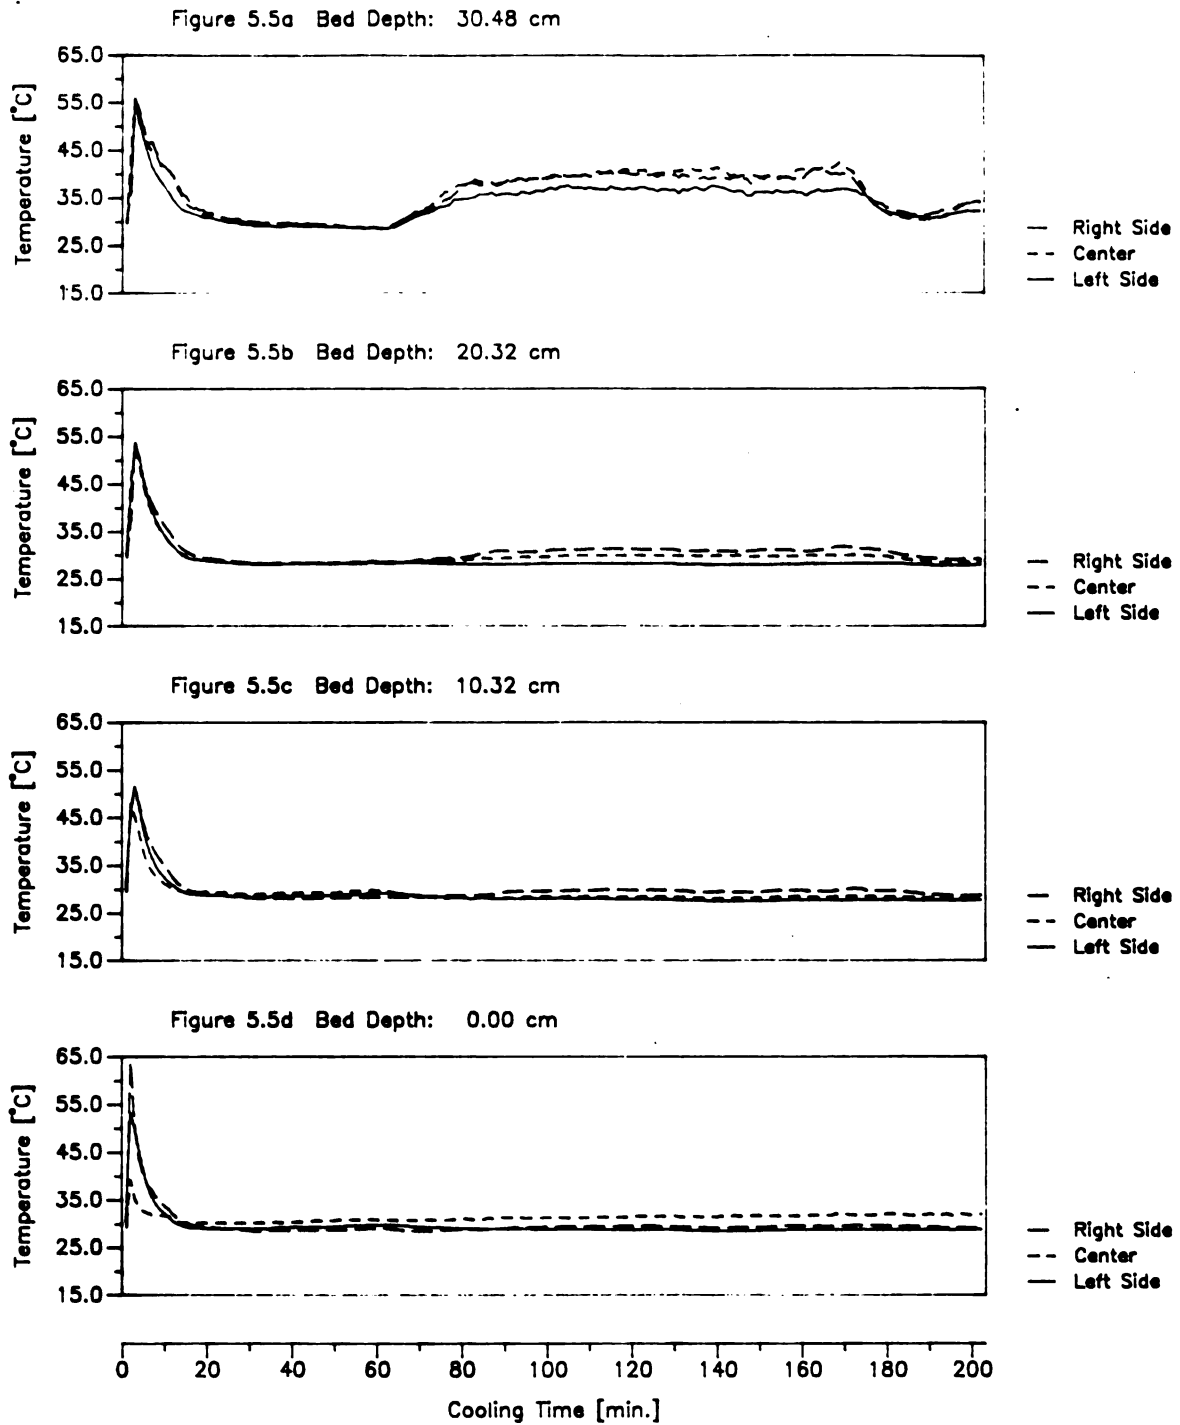 Figure 5.5a Bed Depth: 30.48 cm
65.0
55.0
45.0
35.0
25.0
15.0
Temperature [°C]
Right Side
Center
Left Side
Figure 5.5b Bed Depth: 20.32 cm
65.0
55.0
45.0
35.0
25.0
15.0
Temperature [°C]
Right Side
Center
Left Side
Figure 5.5c Bed Depth: 10.32 cm
65.0
55.0
45.0
35.0
25.0
15.0
Temperature [°C]
Right Side
Center
Left Side
Figure 5.5d Bed Depth: 0.00 cm
65.0
55.0
45.0
35.0
25.0
15.0
Temperature [°C]
Right Side
Center
Left Side
0 20 40 60 80 100 120 140 160 180 200
Cooling Time [min.]